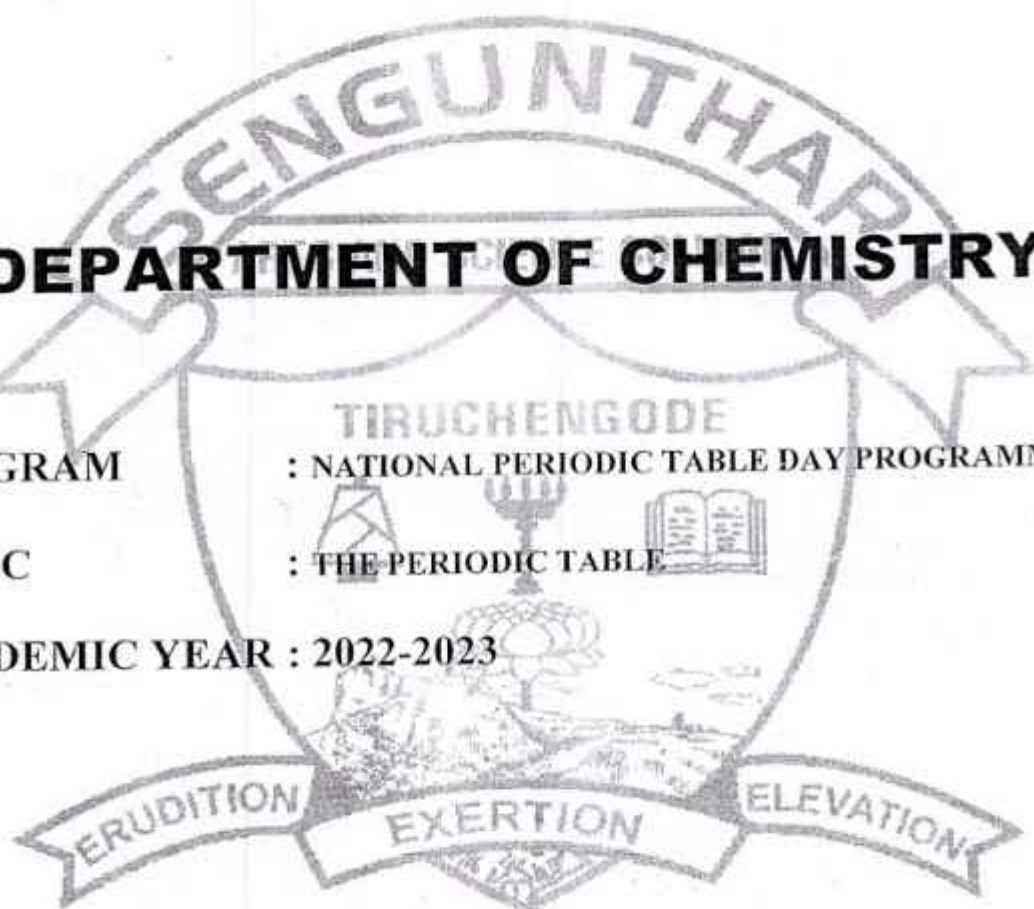 SENGUNTHAR
DEPARTMENT OF CHEMISTRY
TIRUCHENGODE
GRAM : NATIONAL PERIODIC TABLE DAY PROGRAMM
C : THE PERIODIC TABLE
DEMIC YEAR : 2022-2023
ERUDITION EXERTION ELEVATION